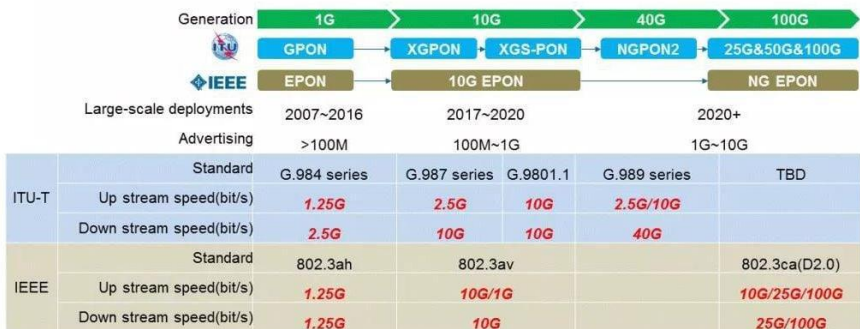 Generation 1G 10G 40G 100G
ITU GPON XGPON XGS-PON NGPON2 25G&50G&100G
IEEE EPON 10G EPON NG EPON
Large-scale deployments 2007~2016 2017~2020 2020+
Advertising >100M 100M~1G 1G~10G
Standard G.984 series G.987 series G.9801.1 G.989 series TBD
ITU-T Up stream speed(bit/s) 1.25G 2.5G 10G 2.5G/10G
Down stream speed(bit/s) 2.5G 10G 10G 40G
Standard 802.3ah 802.3av 802.3ca(D2.0)
IEEE Up stream speed(bit/s) 1.25G 10G/1G 10G/25G/100G
Down stream speed(bit/s) 1.25G 10G 25G/100G